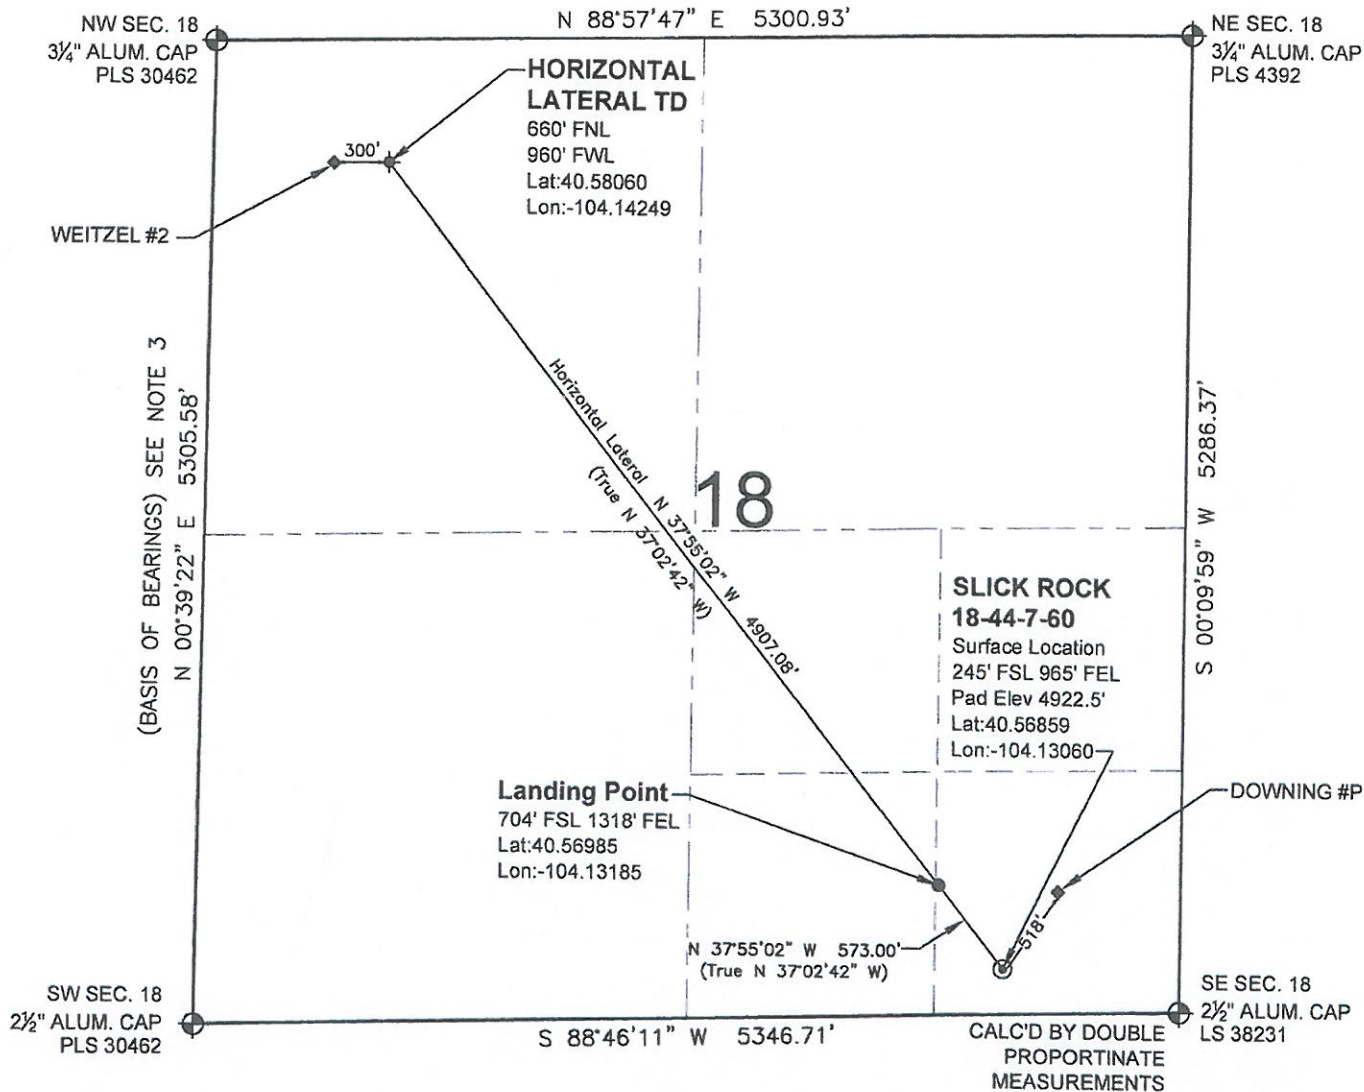 NW SEC. 18
3¼" ALUM. CAP
PLS 30462
N 88°57'47" E 5300.93'
NE SEC. 18
3¼" ALUM. CAP
PLS 4392
HORIZONTAL
LATERAL TD
660' FNL
960' FWL
Lat:40.58060
Lon:-104.14249
300'
WEITZEL #2
(BASIS OF BEARINGS) SEE NOTE 3
N 00°39'22" E 5305.58'
Horizontal Lateral N 37°55'02" W 4907.08'
(True N 37°02'42" W)
18
S 00°09'59" W 5286.37'
SLICK ROCK
18-44-7-60
Surface Location
245' FSL 965' FEL
Pad Elev 4922.5'
Lat:40.56859
Lon:-104.13060
Landing Point
704' FSL 1318' FEL
Lat:40.56985
Lon:-104.13185
DOWNING #P
518'
N 37°55'02" W 573.00'
(True N 37°02'42" W)
SW SEC. 18
2½" ALUM. CAP
PLS 30462
S 88°46'11" W 5346.71'
CALC'D BY DOUBLE
PROPORTINATE
MEASUREMENTS
SE SEC. 18
2½" ALUM. CAP
LS 38231